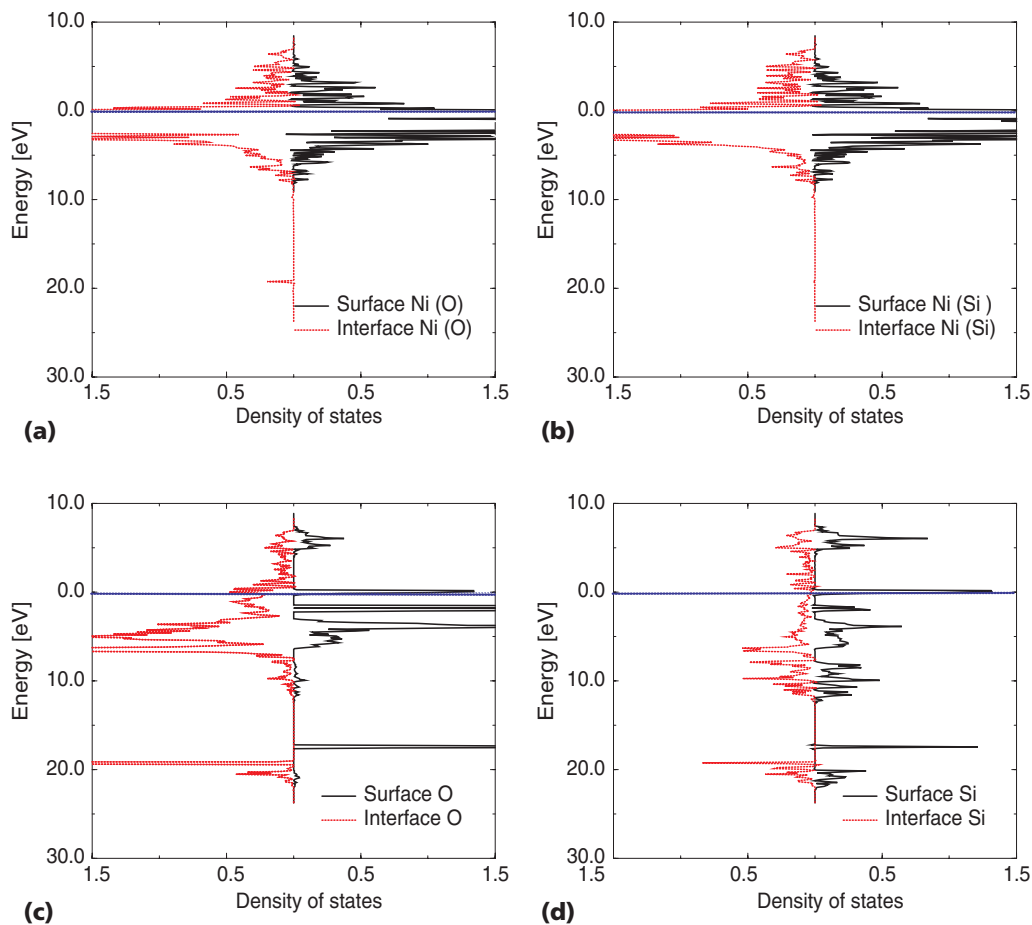 10.0
0.0
10.0
20.0
30.0
Energy [eV]
1.5 0.5 0.5 1.5
Density of states
Surface Ni (O)
Interface Ni (O)
(a)
10.0
0.0
10.0
20.0
30.0
Energy [eV]
1.5 0.5 0.5 1.5
Density of states
Surface Ni (Si )
Interface Ni (Si)
(b)
10.0
0.0
10.0
20.0
30.0
Energy [eV]
1.5 0.5 0.5 1.5
Density of states
Surface O
Interface O
(c)
10.0
0.0
10.0
20.0
30.0
Energy [eV]
1.5 0.5 0.5 1.5
Density of states
Surface Si
Interface Si
(d)